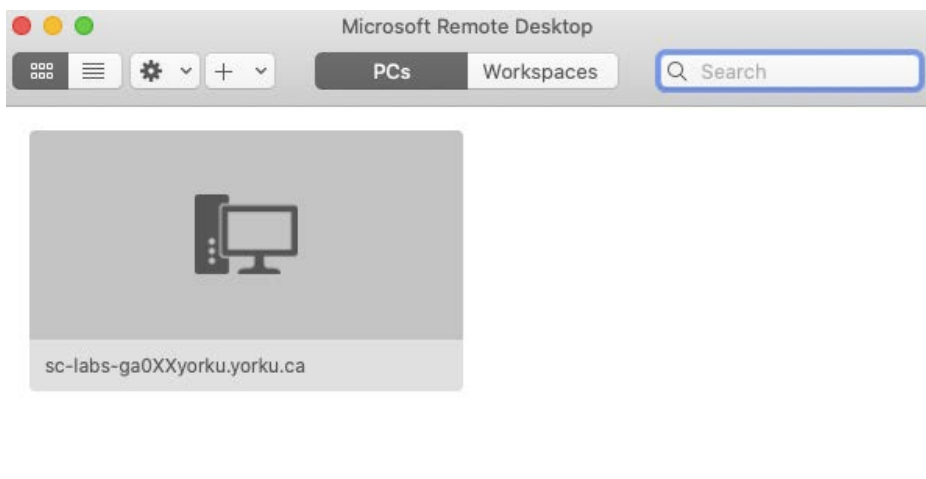 Microsoft Remote Desktop
PCs Workspaces Search
sc-labs-ga0XXyorku.yorku.ca